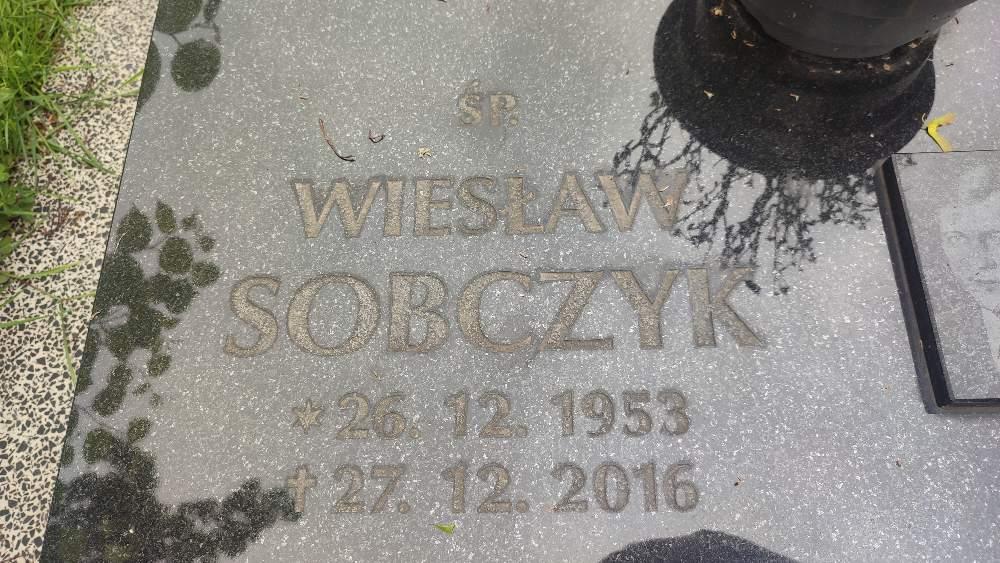 ŚP.
WIESŁAW
SOBCZYK
* 26. 12. 1953
✝ 27. 12. 2016